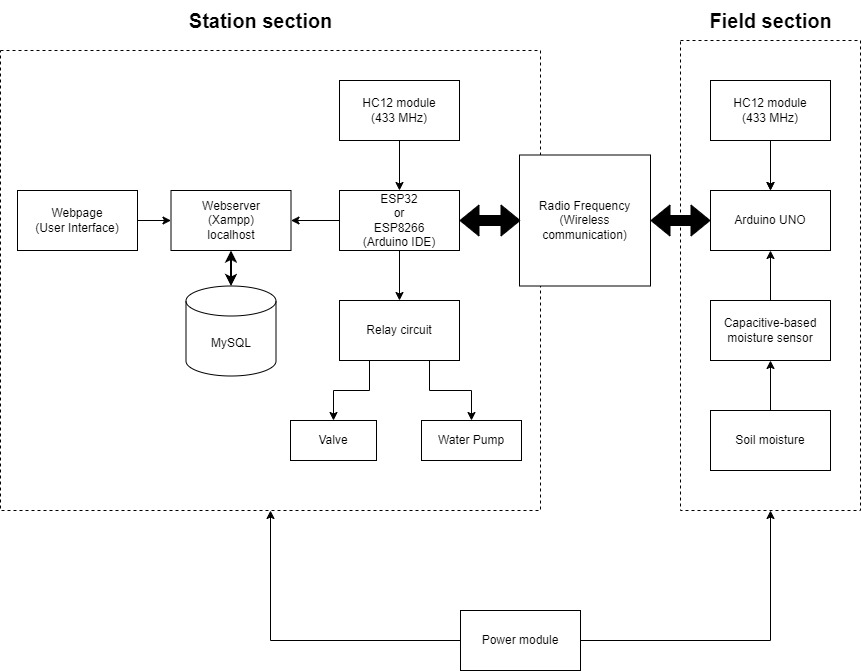 Station section
Field section
HC12 module
(433 MHz)
HC12 module
(433 MHz)
Webpage
(User Interface)
Webserver
(Xampp)
localhost
ESP32
or
ESP8266
(Arduino IDE)
Radio Frequency
(Wireless
communication)
Arduino UNO
MySQL
Relay circuit
Capacitive-based
moisture sensor
Valve
Water Pump
Soil moisture
Power module